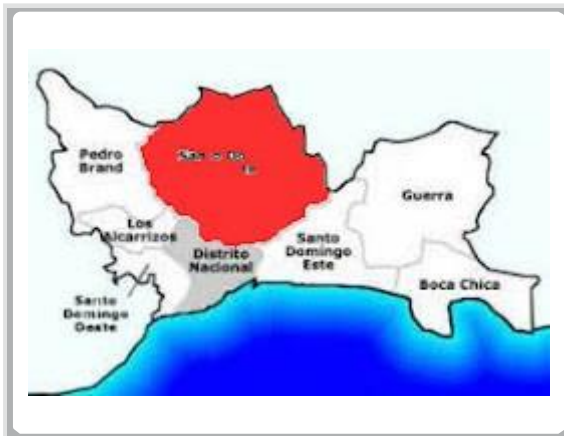 Pedro
Brand
Guerra
Los
Alcarrizos
Distrito
Nacional
Santo
Domingo
Este
Boca Chica
Santo
Domingo
Oeste